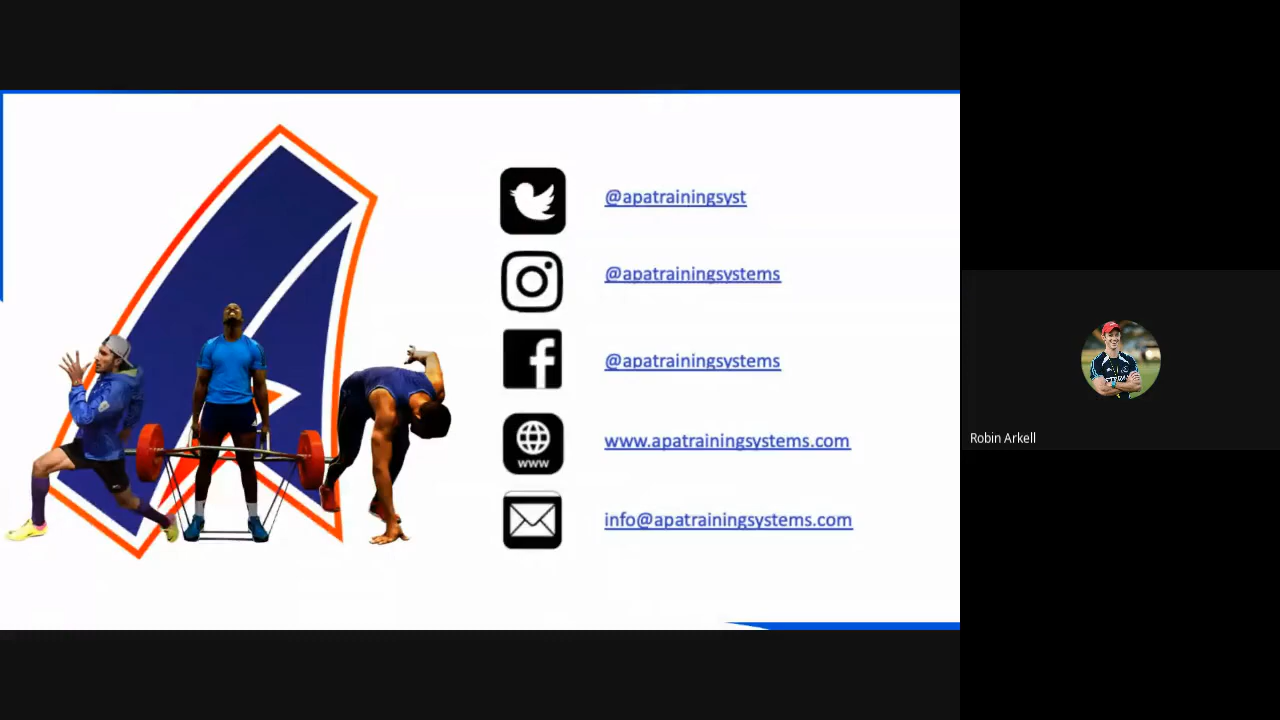 @apatrainingsyst
@apatrainingsystems
@apatrainingsystems
www.apatrainingsystems.com
WWW
info@apatrainingsystems.com
Robin Arkell